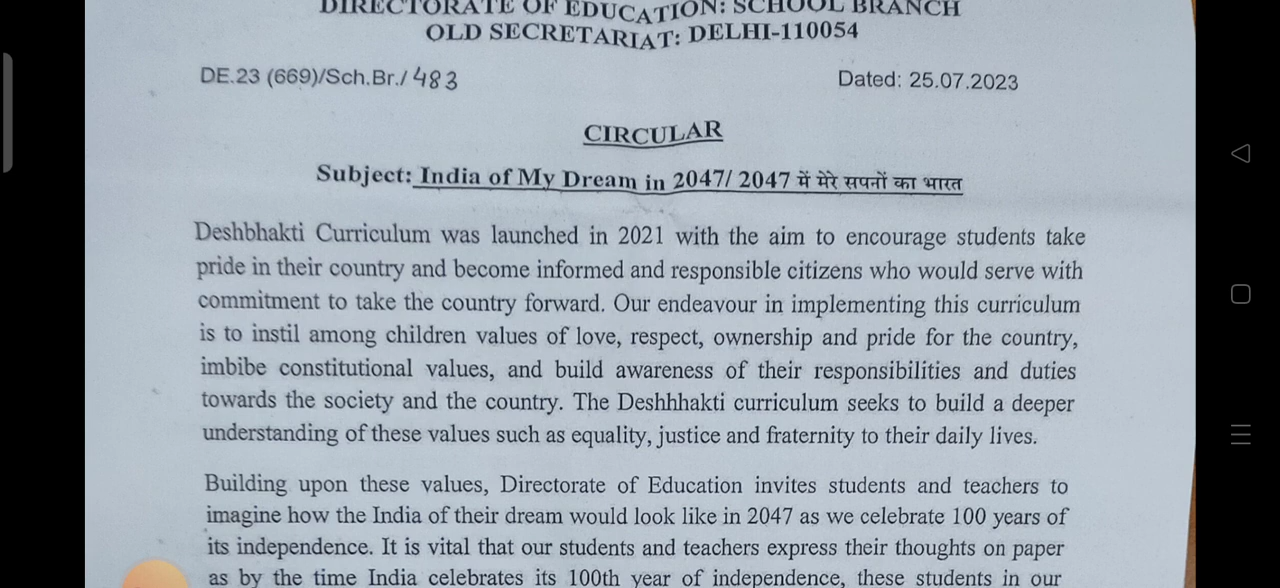 DIRECTORATE OF EDUCATION: SCHOOL BRANCH
OLD SECRETARIAT: DELHI-110054
DE.23 (669)/Sch.Br./483 Dated: 25.07.2023
CIRCULAR
Subject: India of My Dream in 2047/ 2047 में मेरे सपनों का भारत
Deshbhakti Curriculum was launched in 2021 with the aim to encourage students take
pride in their country and become informed and responsible citizens who would serve with
commitment to take the country forward. Our endeavour in implementing this curriculum
is to instil among children values of love, respect, ownership and pride for the country,
imbibe constitutional values, and build awareness of their responsibilities and duties
towards the society and the country. The Deshhhakti curriculum seeks to build a deeper
understanding of these values such as equality, justice and fraternity to their daily lives.
Building upon these values, Directorate of Education invites students and teachers to
imagine how the India of their dream would look like in 2047 as we celebrate 100 years of
its independence. It is vital that our students and teachers express their thoughts on paper
as by the time India celebrates its 100th year of independence, these students in our